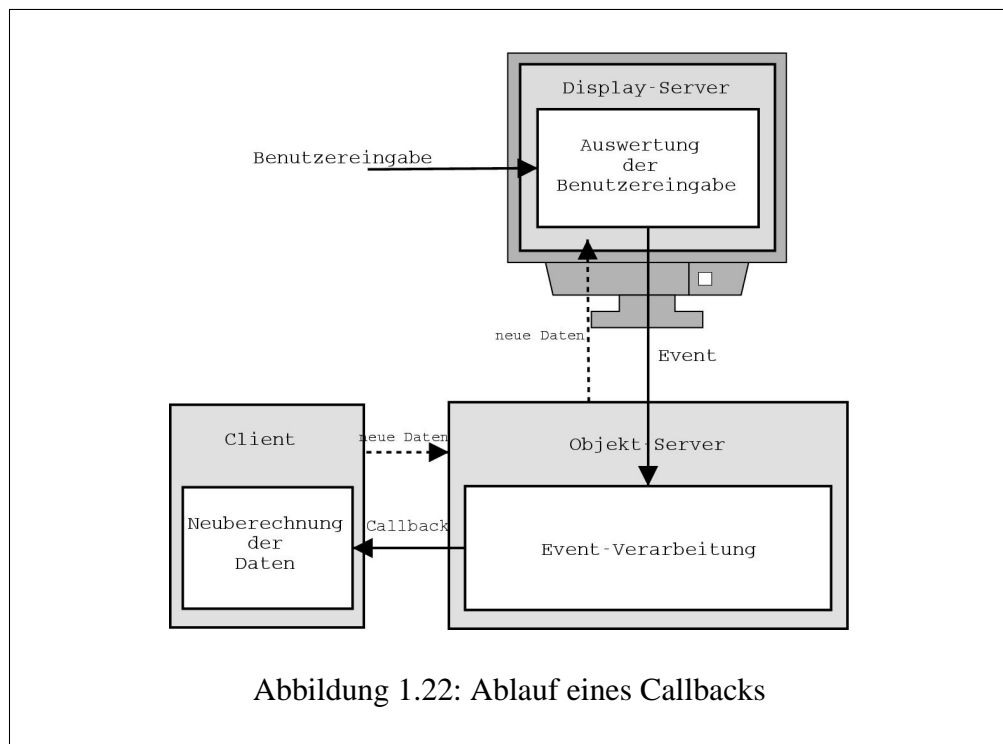 Display-Server
Benutzereingabe
Auswertung
der
Benutzereingabe
neue Daten
Event
Client
neue Daten
Objekt-Server
Neuberechnung
der
Daten
Callback
Event-Verarbeitung
Abbildung 1.22: Ablauf eines Callbacks